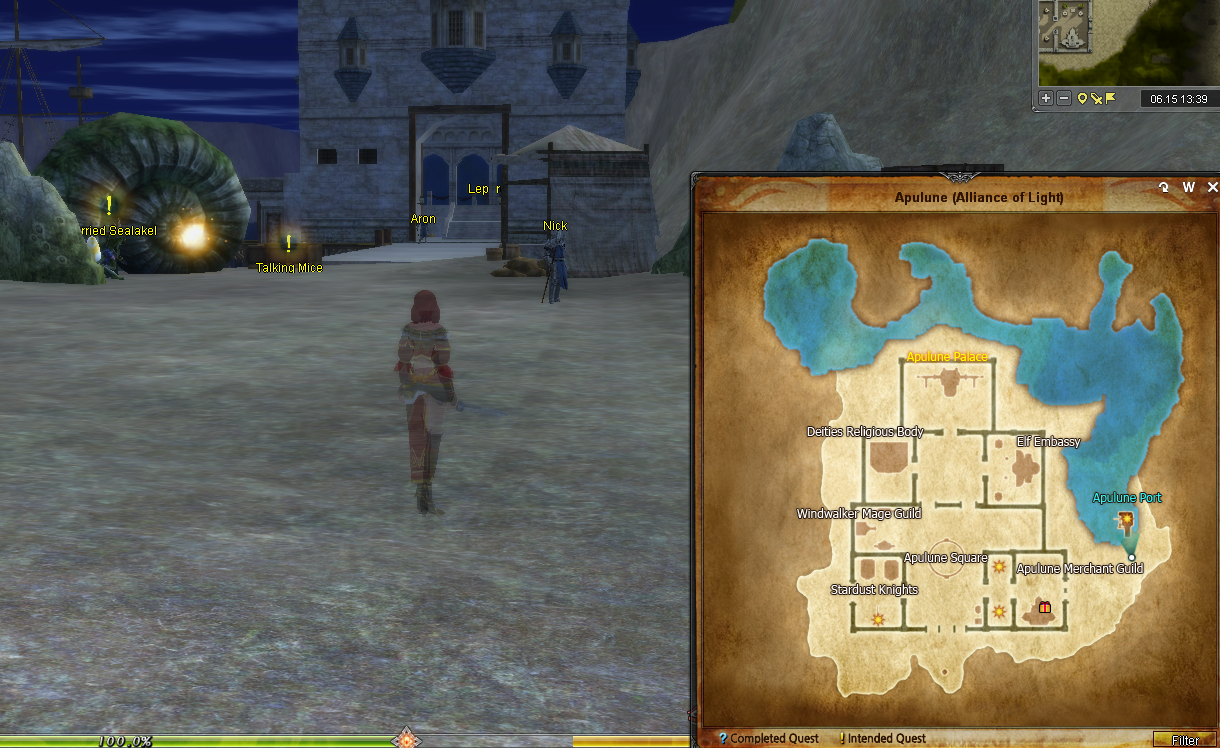 06.15 13:39
Apulune (Alliance of Light)
W
Lep r
Aron
Nick
!
rried Sealakel
!
Talking Mice
Apulune Palace
Deities Religious Body
Elf Embassy
Apulune Port
Windwalker Mage Guild
Apulune Square
Apulune Merchant Guild
Stardust Knights
100.0%
? Completed Quest
! Intended Quest
Filter